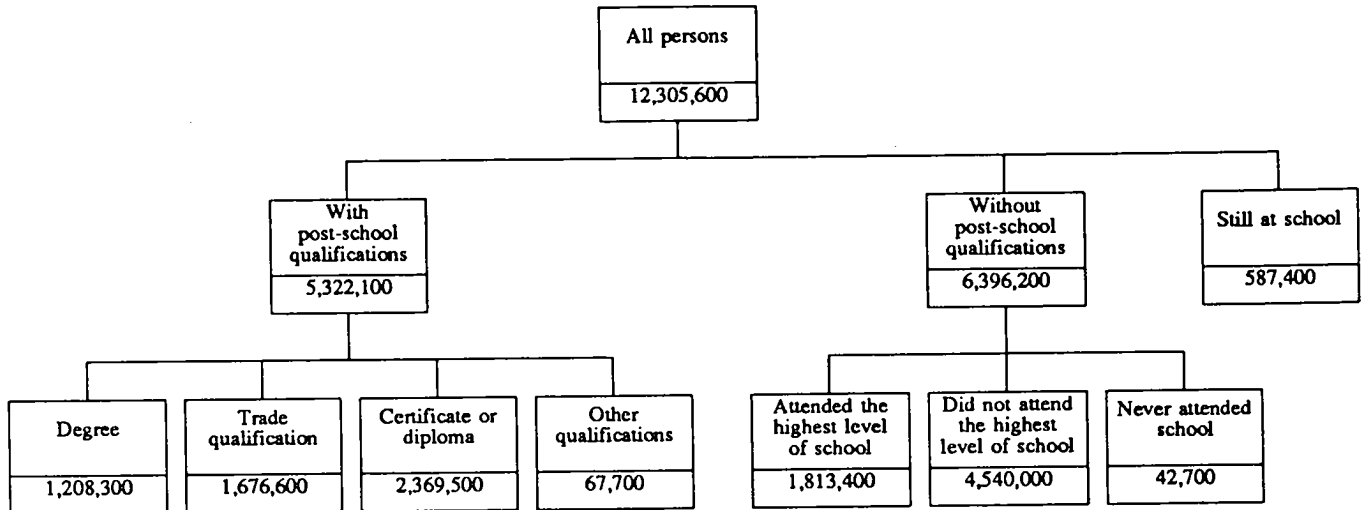 All persons
12,305,600
With
post-school
qualifications
5,322,100
Without
post-school
qualifications
6,396,200
Still at school
587,400
Degree
1,208,300
Trade
qualification
1,676,600
Certificate or
diploma
2,369,500
Other
qualifications
67,700
Attended the
highest level
of school
1,813,400
Did not attend
the highest
level of school
4,540,000
Never attended
school
42,700